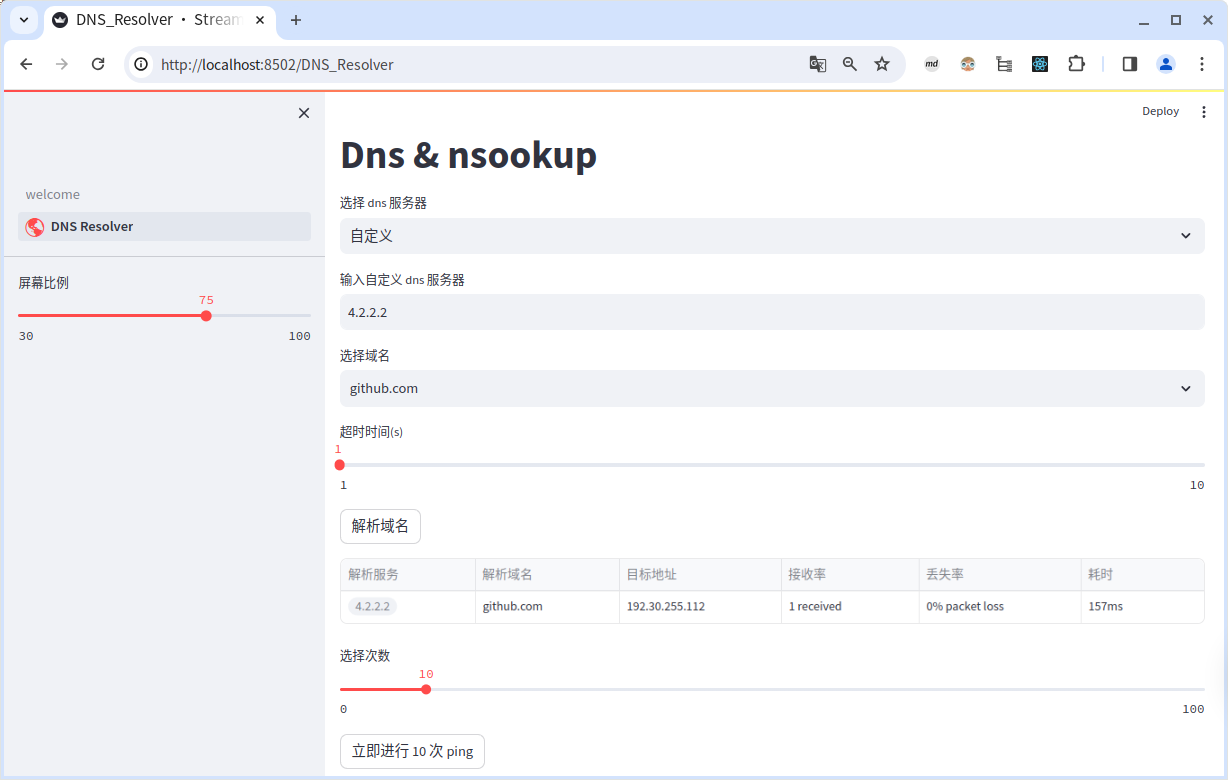 DNS_Resolver · Stream
http://localhost:8502/DNS_Resolver
md
Deploy
welcome
DNS Resolver
屏幕比例
75
30 100
Dns & nsookup
选择 dns 服务器
自定义
输入自定义 dns 服务器
4.2.2.2
选择域名
github.com
超时时间(s)
1
1 10
解析域名
解析服务 解析域名 目标地址 接收率 丢失率 耗时
4.2.2.2 github.com 192.30.255.112 1 received 0% packet loss 157ms
选择次数
10
0 100
立即进行 10 次 ping